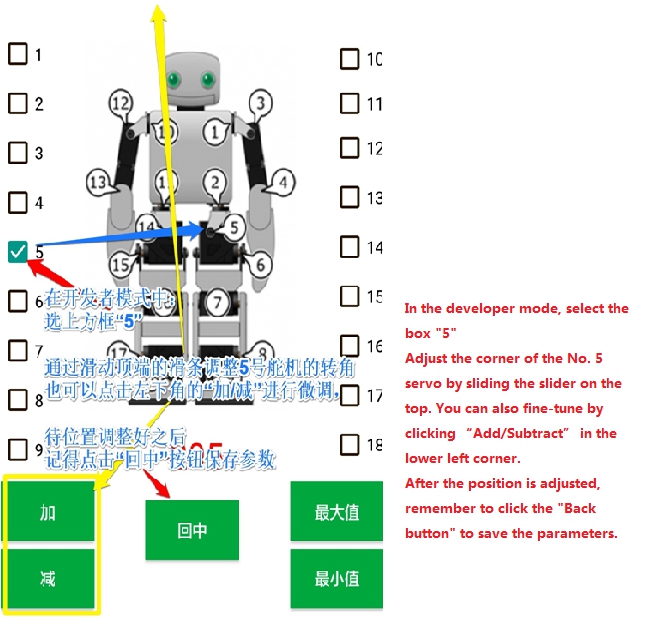 1
2
3
4
5
6
7
8
9
10
11
12
13
14
15
16
17
18
12
3
10
1
13
4
11
2
14
5
15
6
7
8
在开发者模式中
选上方框“5”
通过滑动顶端的滑条调整5号舵机的转角
也可以点击左下角的“加/减”进行微调，
待位置调整好之后
记得点击“回中”按钮保存参数
加
减
回中
最大值
最小值
In the developer mode, select the
box "5"
Adjust the corner of the No. 5
servo by sliding the slider on the
top. You can also fine-tune by
clicking “Add/Subtract” in the
lower left corner.
After the position is adjusted,
remember to click the "Back
button" to save the parameters.